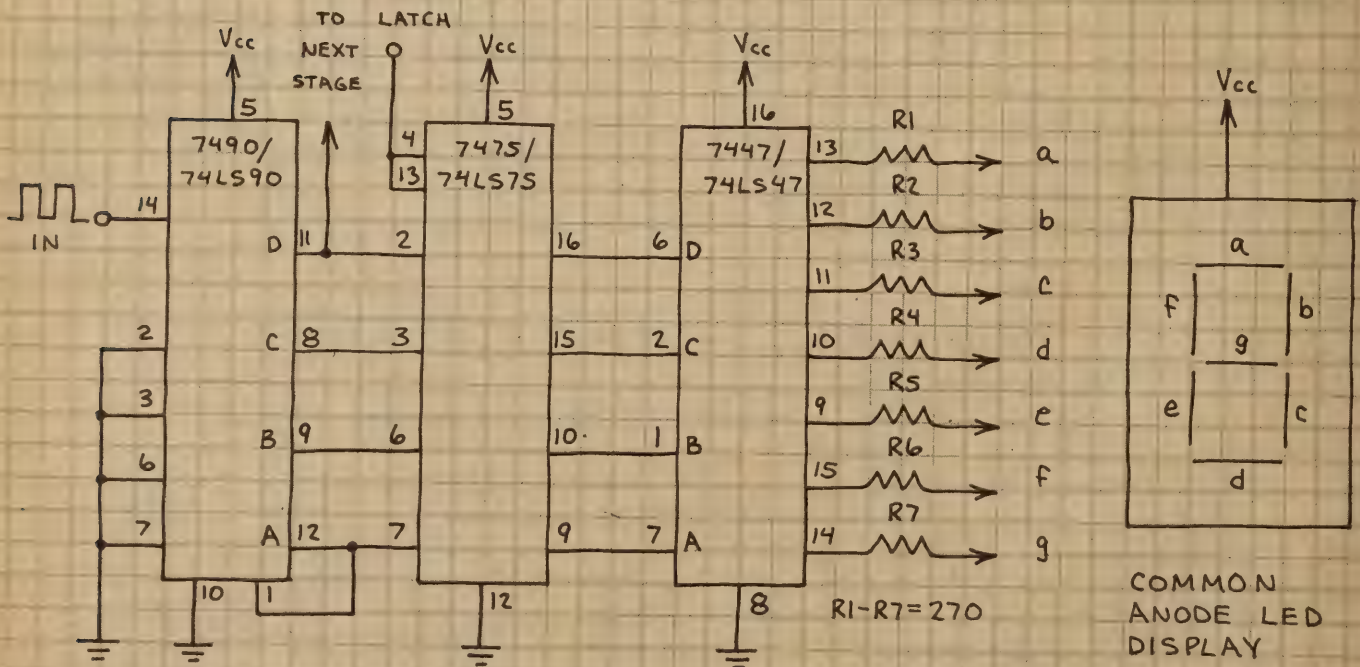 TO LATCH
NEXT
STAGE
Vcc
Vcc
Vcc
Vcc
5
5
16
7490/
74LS90
4
13
7475/
74LS75
7447/
74LS47
13
R1
a
14
IN
12
R2
b
D
11
2
16
6
D
R3
11
c
2
C
8
3
15
2
C
R4
10
d
3
R5
9
e
B
9
6
10
1
B
6
R6
15
f
7
A
12
7
9
7
A
R7
14
g
10
1
12
8
R1-R7=270
a
f
b
g
e
c
d
COMMON
ANODE LED
DISPLAY